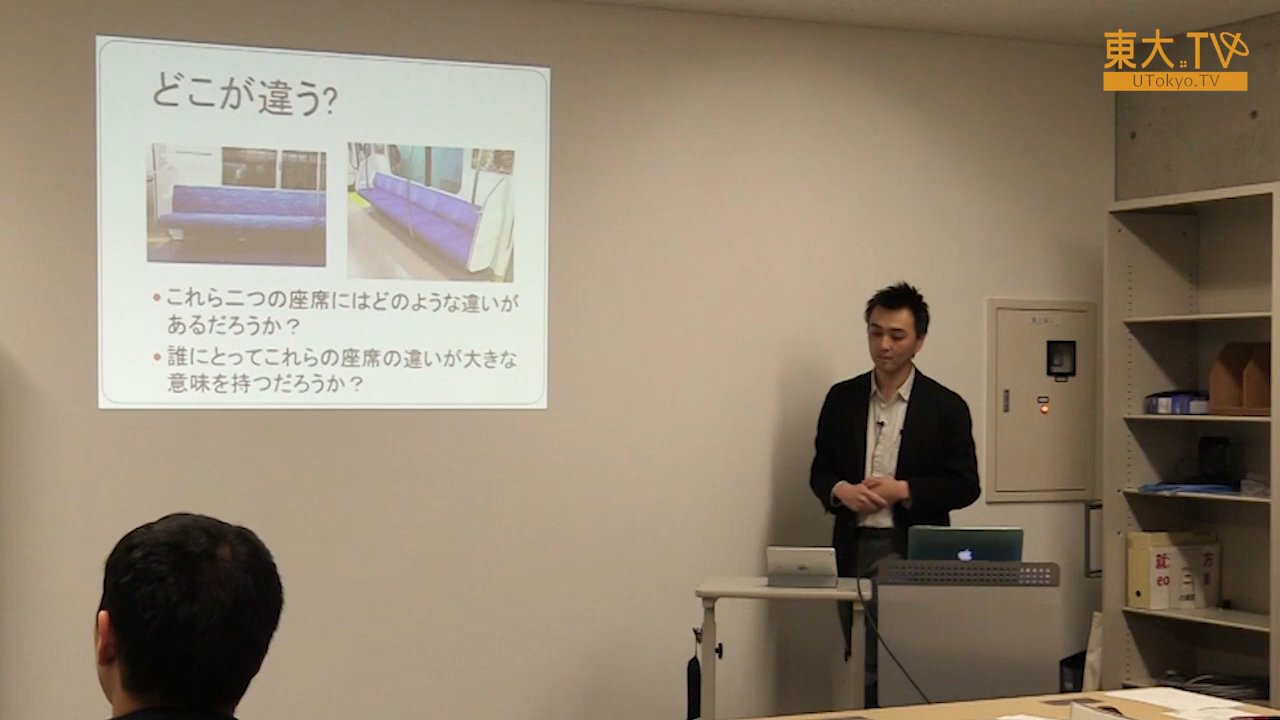 東大.TV
UTokyo.TV
どこが違う?
•これら二つの座席にはどのような違いが
あるだろうか？
•誰にとってこれらの座席の違いが大きな
意味を持つだろうか？
就 方
eo